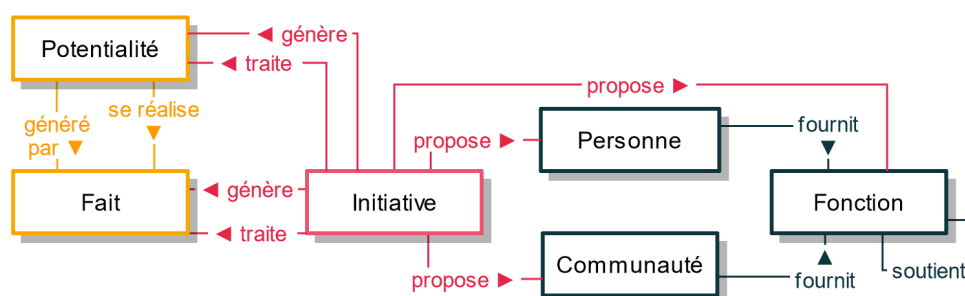 Potentialité
◄ génère
◄ traite
propose ►
généré
par ▼
se réalise
▼
propose ►
Personne
fournit
▼
Fait
◄ génère
◄ traite
Initiative
Fonction
propose ►
Communauté
▲
fournit
soutient